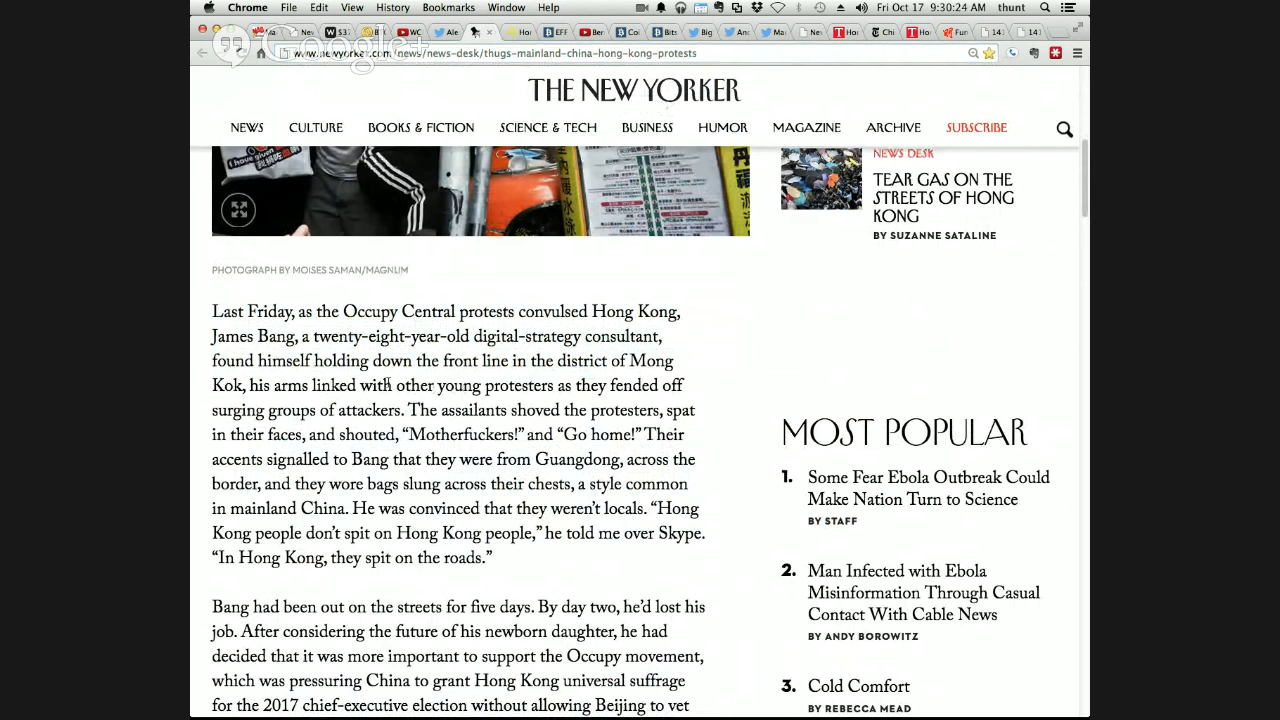 Chrome File Edit View History Bookmarks Window Help Fri Oct 17 9:30:24 AM thunt
Google+
www.newyorker.com/news/news-desk/thugs-mainland-china-hong-kong-protests
THE NEW YORKER
NEWS CULTURE BOOKS & FICTION SCIENCE & TECH BUSINESS HUMOR MAGAZINE ARCHIVE SUBSCRIBE
I have given
PHOTOGRAPH BY MOISES SAMAN/MAGNUM
Last Friday, as the Occupy Central protests convulsed Hong Kong,
James Bang, a twenty-eight-year-old digital-strategy consultant,
found himself holding down the front line in the district of Mong
Kok, his arms linked with other young protesters as they fended off
surging groups of attackers. The assailants shoved the protesters, spat
in their faces, and shouted, “Motherfuckers!” and “Go home!” Their
accents signalled to Bang that they were from Guangdong, across the
border, and they wore bags slung across their chests, a style common
in mainland China. He was convinced that they weren’t locals. “Hong
Kong people don’t spit on Hong Kong people,” he told me over Skype.
“In Hong Kong, they spit on the roads.”
Bang had been out on the streets for five days. By day two, he’d lost his
job. After considering the future of his newborn daughter, he had
decided that it was more important to support the Occupy movement,
which was pressuring China to grant Hong Kong universal suffrage
for the 2017 chief-executive election without allowing Beijing to vet
NEWS DESK
TEAR GAS ON THE
STREETS OF HONG
KONG
BY SUZANNE SATALINE
MOST POPULAR
1. Some Fear Ebola Outbreak Could
Make Nation Turn to Science
BY STAFF
2. Man Infected with Ebola
Misinformation Through Casual
Contact With Cable News
BY ANDY BOROWITZ
3. Cold Comfort
BY REBECCA MEAD